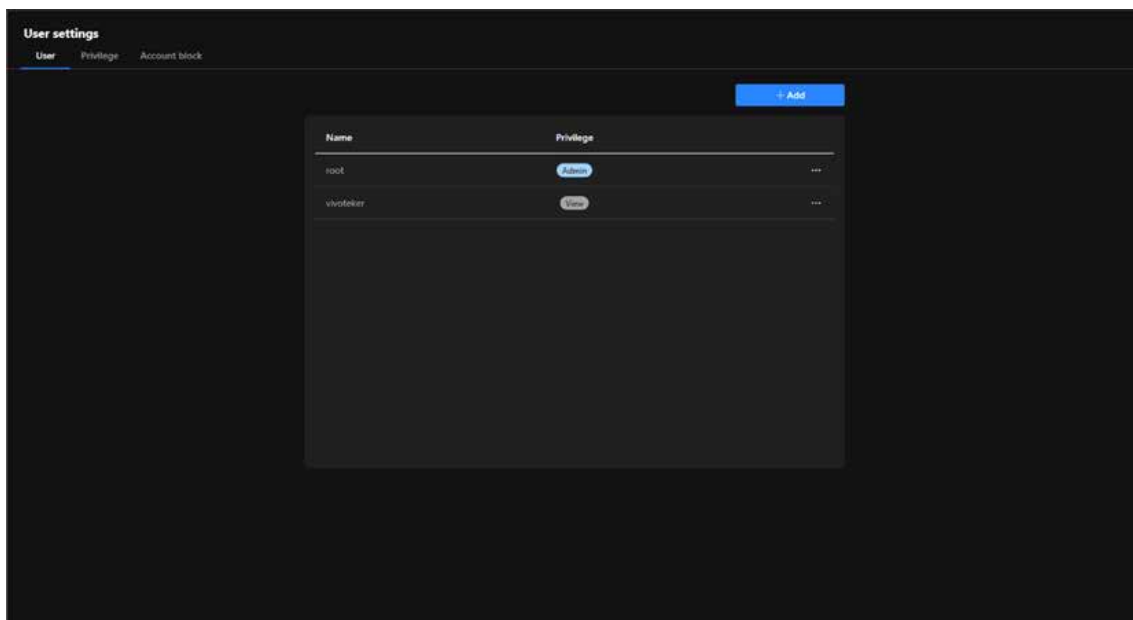 User settings
User Privilege Account block
+ Add
Name Privilege
root Admin ...
vivoteker View ...